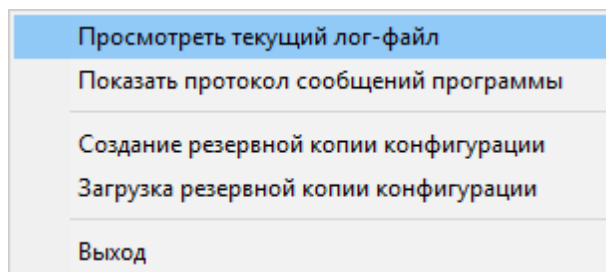 Просмотреть текущий лог-файл
Показать протокол сообщений программы
Создание резервной копии конфигурации
Загрузка резервной копии конфигурации
Выход